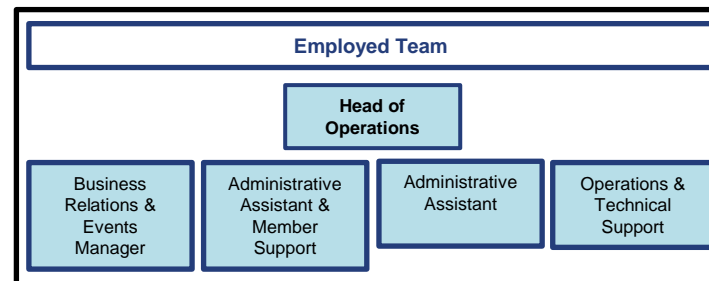 Employed Team
Head of
Operations
Business
Relations &
Events
Manager
Administrative
Assistant &
Member
Support
Administrative
Assistant
Operations &
Technical
Support